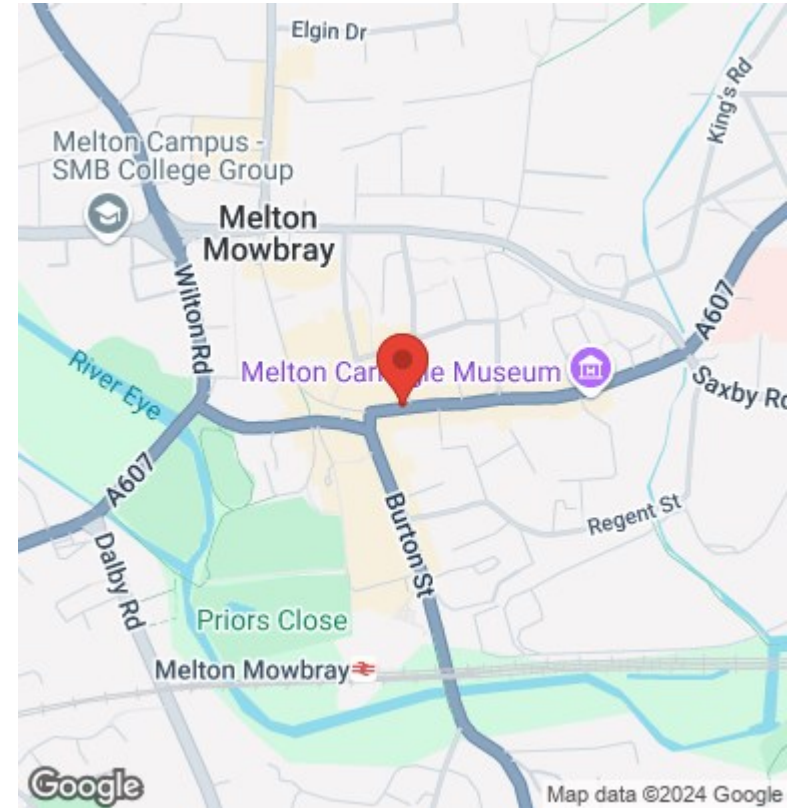 Elgin Dr
King's Rd
Melton Campus -
SMB College Group
Melton
Mowbray
Wilton Rd
A607
River Eye
Melton Carnegie Museum
Saxby Rd
A607
Burton St
Regent St
Dalby Rd
Priors Close
Melton Mowbray
Google
Map data ©2024 Google